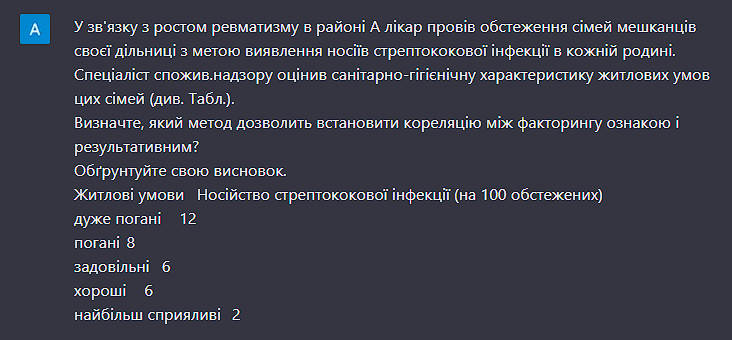 A
У зв'язку з ростом ревматизму в районі А лікар провів обстеження сімей мешканців
своєї дільниці з метою виявлення носіїв стрептококової інфекції в кожній родині.
Спеціаліст спожив.надзору оцінив санітарно-гігієнічну характеристику житлових умов
цих сімей (див. Табл.).
Визначте, який метод дозволить встановити кореляцію між факторингу ознакою і
результативним?
Обґрунтуйте свою висновок.
Житлові умови Носійство стрептококової інфекції (на 100 обстежених)
дуже погані 12
погані 8
задовільні 6
хороші 6
найбільш сприяливі 2